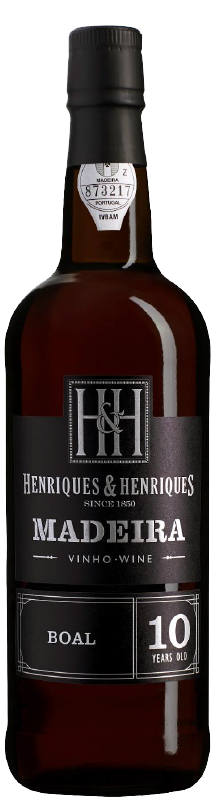 Z
MADEIRA
873217
PORTUGAL
IVBAM
H&H
HENRIQUES & HENRIQUES
SINCE 1850
MADEIRA
VINHO · WINE
BOAL
10
YEARS OLD